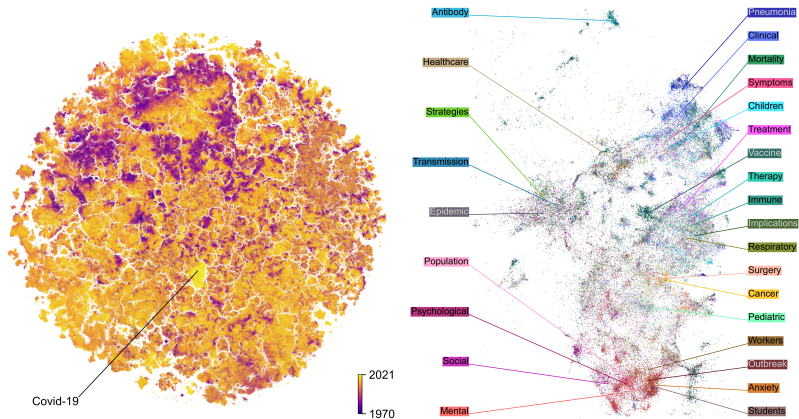 Covid-19
2021
1970
Antibody
Healthcare
Strategies
Transmission
Epidemic
Population
Psychological
Social
Mental
Pneumonia
Clinical
Mortality
Symptoms
Children
Treatment
Vaccine
Therapy
Immune
Implications
Respiratory
Surgery
Cancer
Pediatric
Workers
Outbreak
Anxiety
Students